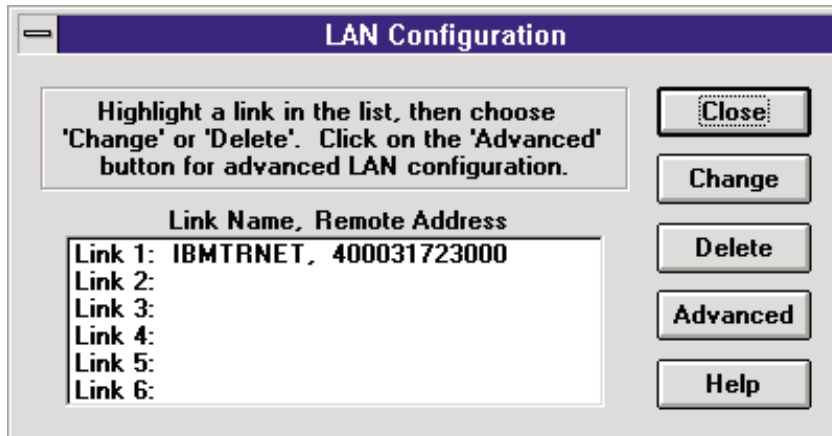 LAN Configuration
Highlight a link in the list, then choose
'Change' or 'Delete'. Click on the 'Advanced'
button for advanced LAN configuration.
Close
Change
Link Name, Remote Address
Link 1: IBMTRNET, 400031723000
Link 2:
Link 3:
Link 4:
Link 5:
Link 6:
Delete
Advanced
Help